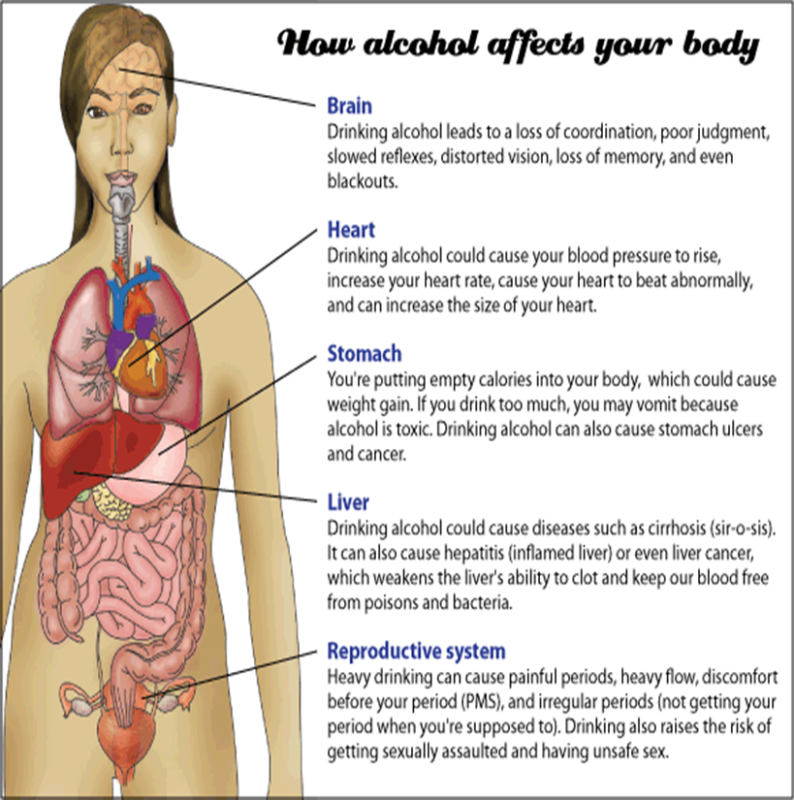 How alcohol affects your body
Brain
Drinking alcohol leads to a loss of coordination, poor judgment,
slowed reflexes, distorted vision, loss of memory, and even
blackouts.
Heart
Drinking alcohol could cause your blood pressure to rise,
increase your heart rate, cause your heart to beat abnormally,
and can increase the size of your heart.
Stomach
You're putting empty calories into your body, which could cause
weight gain. If you drink too much, you may vomit because
alcohol is toxic. Drinking alcohol can also cause stomach ulcers
and cancer.
Liver
Drinking alcohol could cause diseases such as cirrhosis (sir-o-sis).
It can also cause hepatitis (inflamed liver) or even liver cancer,
which weakens the liver's ability to clot and keep our blood free
from poisons and bacteria.
Reproductive system
Heavy drinking can cause painful periods, heavy flow, discomfort
before your period (PMS), and irregular periods (not getting your
period when you're supposed to). Drinking also raises the risk of
getting sexually assaulted and having unsafe sex.